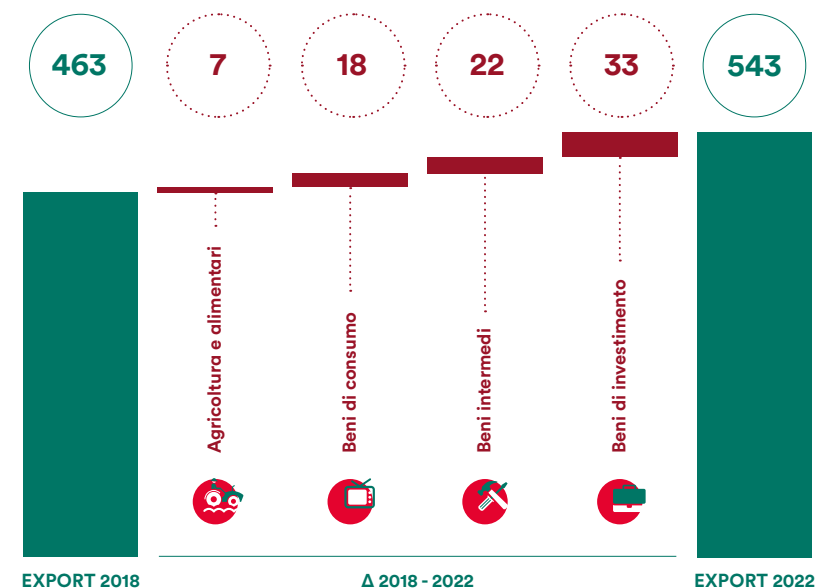 463
7
18
22
33
543
Agricoltura e alimentari
Beni di consumo
Beni intermedi
Beni di investimento
EXPORT 2018
Δ 2018 - 2022
EXPORT 2022